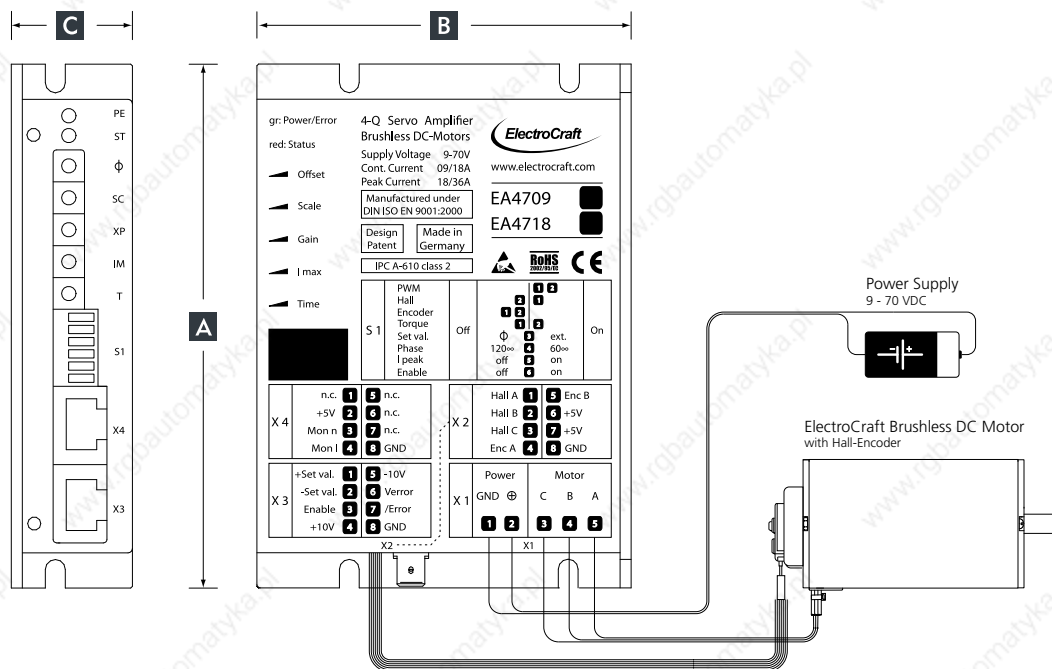 C
B
A
PE
ST
ϕ
SC
XP
IM
T
S1
X4
X3
gr: Power/Error
red: Status
Offset
Scale
Gain
I max
Time
4-Q Servo Amplifier
Brushless DC-Motors
Supply Voltage 9-70V
Cont. Current 09/18A
Peak Current 18/36A
Manufactured under
DIN ISO EN 9001:2000
Design
Patent
Made in
Germany
IPC A-610 class 2
ElectroCraft
www.electrocraft.com
EA4709
EA4718
RoHS
2002/95/EC
CE
S 1
PWM
Hall
Encoder
Torque
Set val.
Phase
I peak
Enable
Off
1 2
2 1
1 2
1 2
ϕ 3 ext.
120∞ 4 60∞
off 5 on
off 6 on
On
X 4
n.c. 1 5 n.c.
+5V 2 6 n.c.
Mon n 3 7 n.c.
Mon I 4 8 GND
X 2
Hall A 1 5 Enc B
Hall B 2 6 +5V
Hall C 3 7 +5V
Enc A 4 8 GND
X 3
+Set val. 1 5 -10V
-Set val. 2 6 Verror
Enable 3 7 /Error
+10V 4 8 GND
X 1
Power Motor
GND ⊕ C B A
1 2 3 4 5
X2
X1
Power Supply
9 - 70 VDC
- +
ElectroCraft Brushless DC Motor
with Hall-Encoder
www.rgbautomatyka.pl